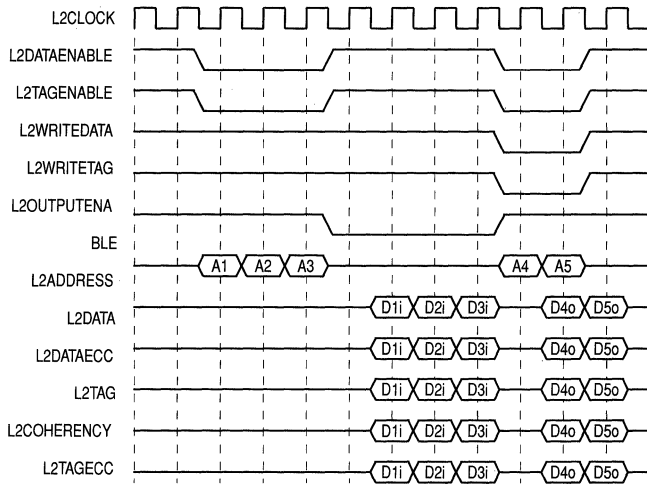 L2CLOCK
L2DATAENABLE
L2TAGENABLE
L2WRITEDATA
L2WRITETAG
L2OUTPUTENA
BLE
A1 A2 A3 A4 A5
L2ADDRESS
D1i D2i D3i D4o D5o
L2DATA
D1i D2i D3i D4o D5o
L2DATAECC
D1i D2i D3i D4o D5o
L2TAG
D1i D2i D3i D4o D5o
L2COHERENCY
D1i D2i D3i D4o D5o
L2TAGECC